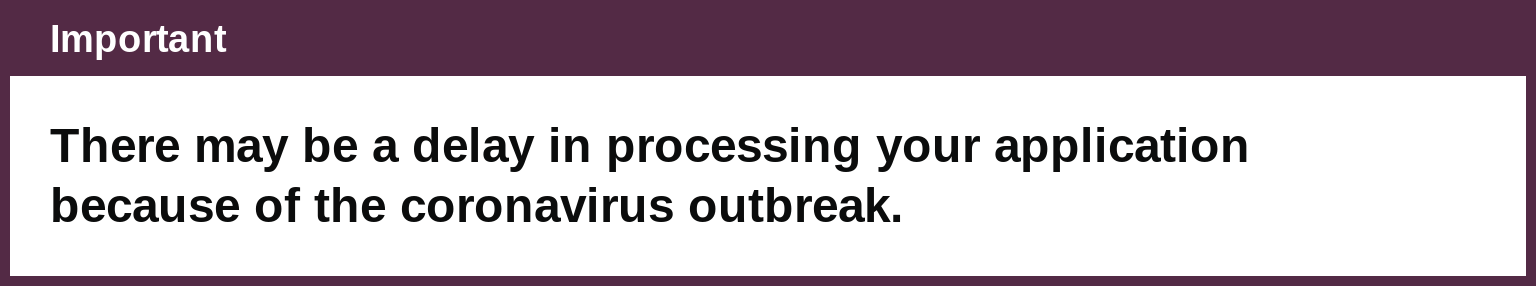 Important
There may be a delay in processing your application
because of the coronavirus outbreak.